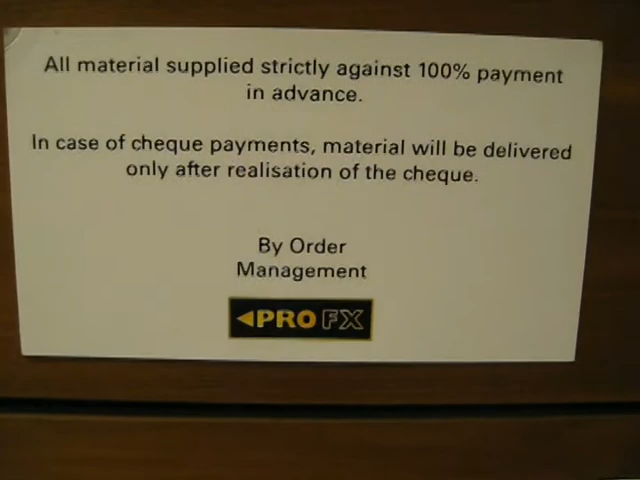 All material supplied strictly against 100% payment
in advance.
In case of cheque payments, material will be delivered
only after realisation of the cheque.
By Order
Management
PRO FX